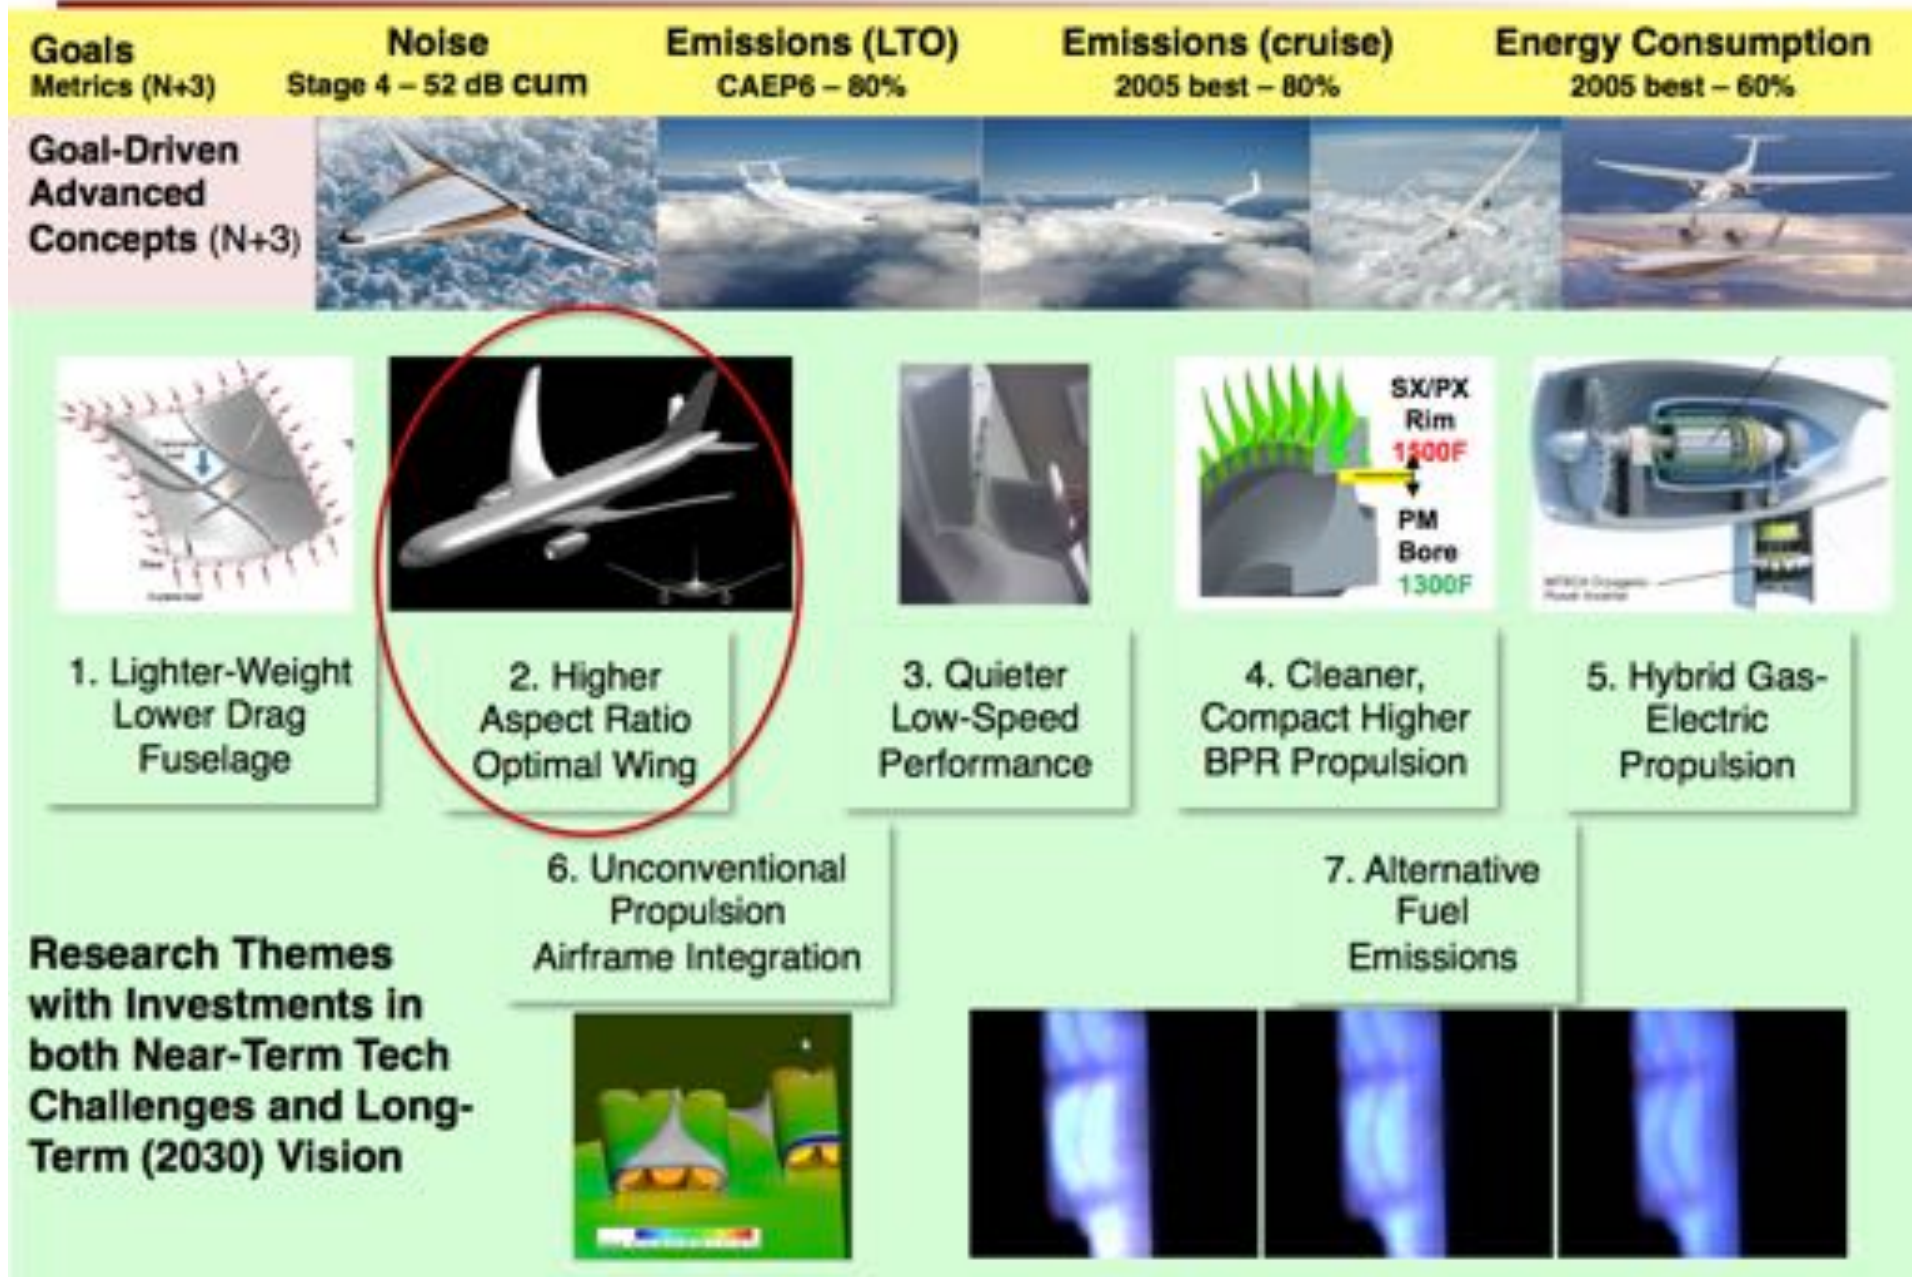 Goals
Metrics (N+3)
Noise
Stage 4 – 52 dB cum
Emissions (LTO)
CAEP6 – 80%
Emissions (cruise)
2005 best – 80%
Energy Consumption
2005 best – 60%
Goal-Driven
Advanced
Concepts (N+3)
SX/PX
Rim
1500F
PM
Bore
1300F
1. Lighter-Weight
Lower Drag
Fuselage
2. Higher
Aspect Ratio
Optimal Wing
3. Quieter
Low-Speed
Performance
4. Cleaner,
Compact Higher
BPR Propulsion
5. Hybrid Gas-
Electric
Propulsion
6. Unconventional
Propulsion
Airframe Integration
7. Alternative
Fuel
Emissions
Research Themes
with Investments in
both Near-Term Tech
Challenges and Long-
Term (2030) Vision